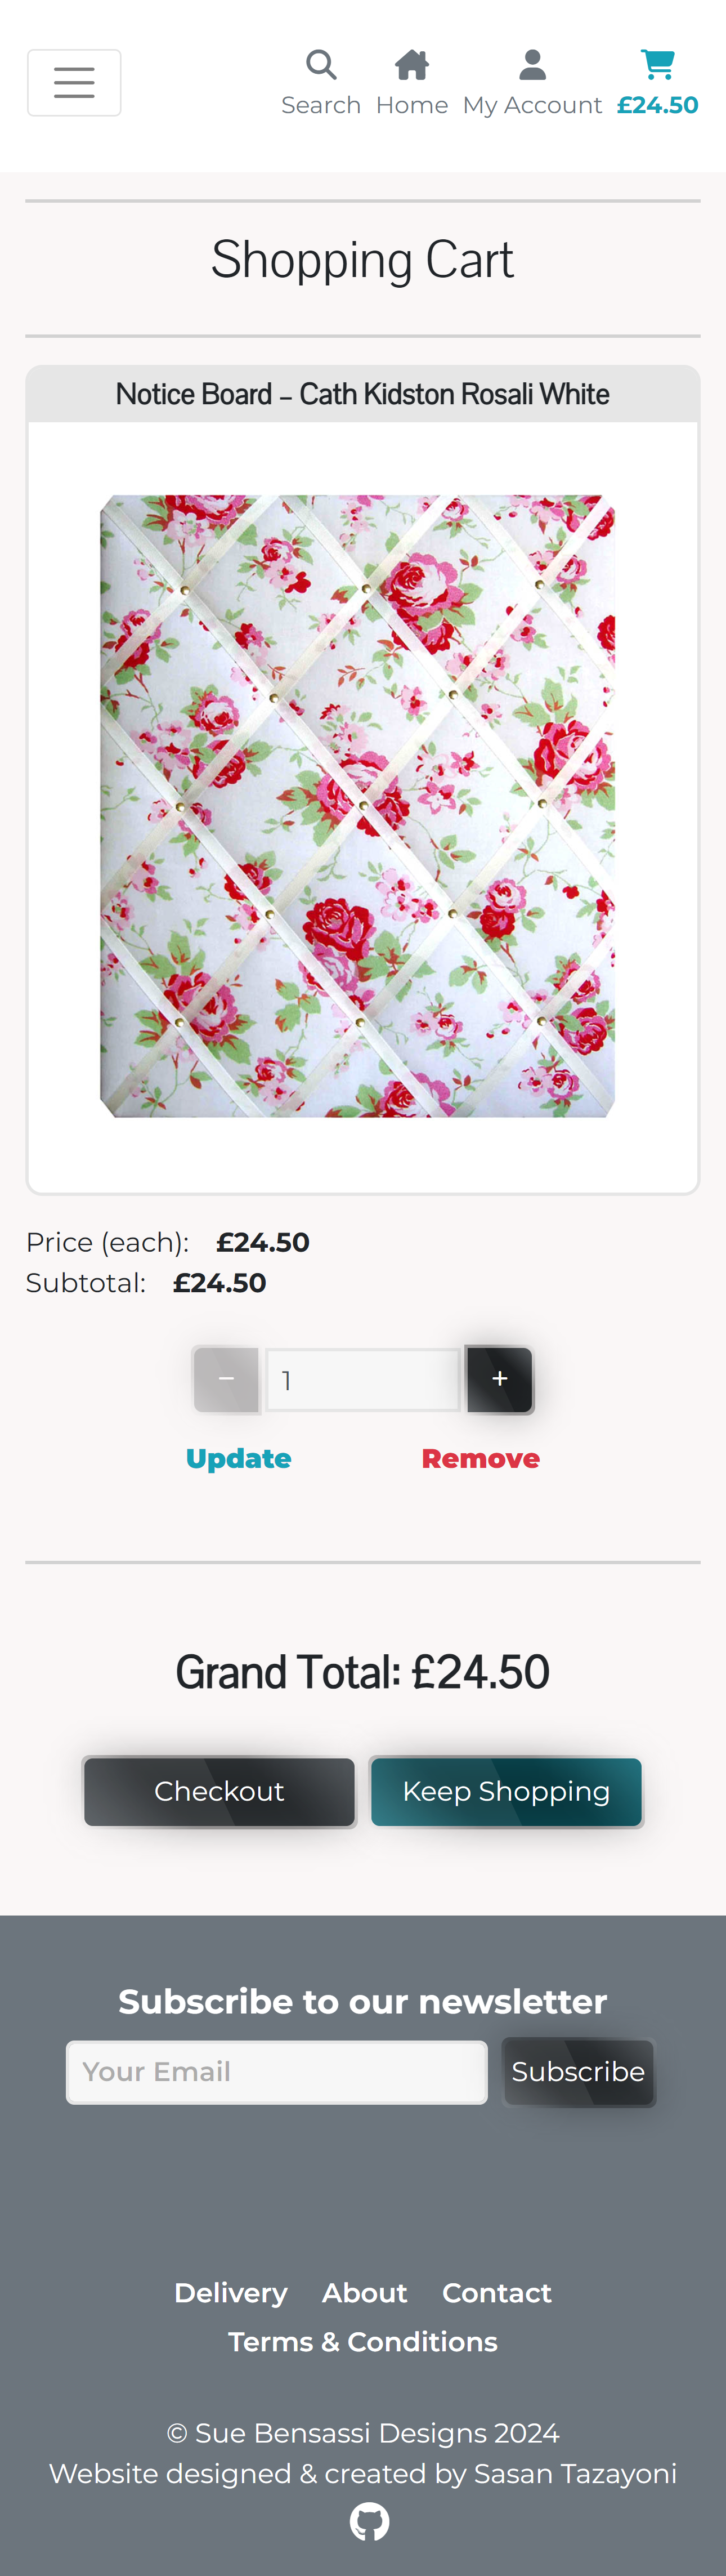 Search Home My Account £24.50
Shopping Cart
Notice Board – Cath Kidston Rosali White
Price (each): £24.50
Subtotal: £24.50
− 1 +
Update Remove
Grand Total: £24.50
Checkout Keep Shopping
Subscribe to our newsletter
Your Email Subscribe
Delivery About Contact
Terms & Conditions
© Sue Bensassi Designs 2024
Website designed & created by Sasan Tazayoni